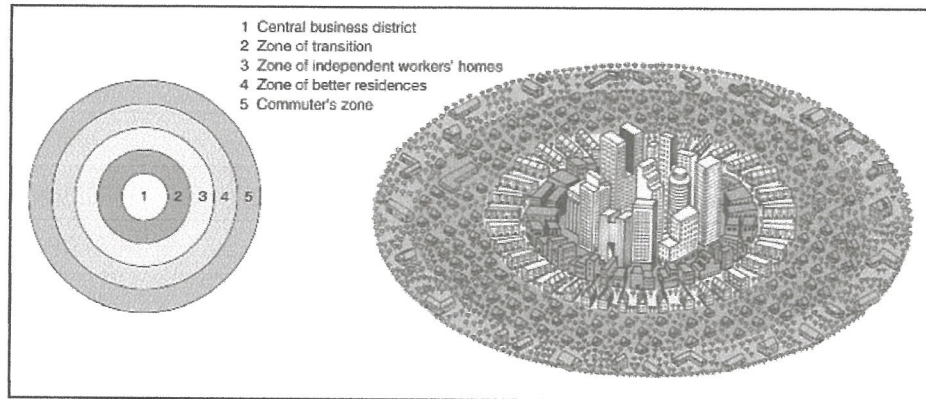 1 Central business district
2 Zone of transition
3 Zone of independent workers' homes
4 Zone of better residences
5 Commuter's zone
1 2 3 4 5